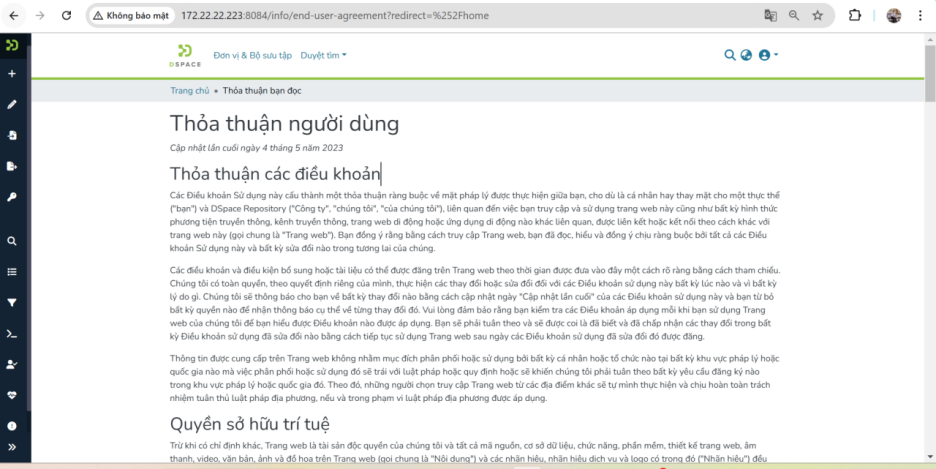 Không bảo mật
172.22.22.223:8084/info/end-user-agreement?redirect=%252Fhome
DSPACE
Đơn vị & Bộ sưu tập Duyệt tìm
Trang chủ • Thỏa thuận bạn đọc
Thỏa thuận người dùng
Cập nhật lần cuối ngày 4 tháng 5 năm 2023
Thỏa thuận các điều khoản
Các Điều khoản Sử dụng này cấu thành một thỏa thuận ràng buộc về mặt pháp lý được thực hiện giữa bạn, cho dù là cá nhân hay thay mặt cho một thực thể
("bạn") và DSpace Repository ("Công ty", "chúng tôi", "của chúng tôi"), liên quan đến việc bạn truy cập và sử dụng trang web này cũng như bất kỳ hình thức
phương tiện truyền thông, kênh truyền thông, trang web di động hoặc ứng dụng di động nào khác liên quan, được liên kết hoặc kết nối theo cách khác với
trang web này (gọi chung là "Trang web"). Bạn đồng ý rằng bằng cách truy cập Trang web, bạn đã đọc, hiểu và đồng ý chịu ràng buộc bởi tất cả các Điều
khoản Sử dụng này và bất kỳ sửa đổi nào trong tương lai của chúng.
Các điều khoản và điều kiện bổ sung hoặc tài liệu có thể được đăng trên Trang web theo thời gian được đưa vào đây một cách rõ ràng bằng cách tham chiếu.
Chúng tôi có toàn quyền, theo quyết định riêng của mình, thực hiện các thay đổi hoặc sửa đổi đối với các Điều khoản Sử dụng này bất kỳ lúc nào và vì bất kỳ
lý do gì. Chúng tôi sẽ thông báo cho bạn về bất kỳ thay đổi nào bằng cách cập nhật ngày "Cập nhật lần cuối" của các Điều khoản sử dụng này và bạn từ bỏ
bất kỳ quyền nào để nhận thông báo cụ thể về từng thay đổi đó. Vui lòng đảm bảo rằng bạn kiểm tra các Điều khoản áp dụng mỗi khi bạn sử dụng Trang
web của chúng tôi để bạn hiểu được Điều khoản nào được áp dụng. Bạn sẽ phải tuân theo và sẽ được coi là đã biết và đã chấp nhận các thay đổi trong bất
kỳ Điều khoản sử dụng đã sửa đổi nào bằng cách tiếp tục sử dụng Trang web sau ngày các Điều khoản sử dụng đã sửa đổi đó được đăng.
Thông tin được cung cấp trên Trang web không nhằm mục đích phân phối hoặc sử dụng bởi bất kỳ cá nhân hoặc tổ chức nào tại bất kỳ khu vực pháp lý hoặc
quốc gia nào mà việc phân phối hoặc sử dụng đó sẽ trái với luật pháp hoặc quy định hoặc sẽ khiến chúng tôi phải tuân theo bất kỳ yêu cầu đăng ký nào
trong khu vực pháp lý hoặc quốc gia đó. Theo đó, những người chọn truy cập Trang web từ các địa điểm khác sẽ tự mình thực hiện và chịu hoàn toàn trách
nhiệm tuân thủ luật pháp địa phương, nếu và trong phạm vi luật pháp địa phương được áp dụng.
Quyền sở hữu trí tuệ
Trừ khi có chỉ định khác, Trang web là tài sản độc quyền của chúng tôi và tất cả mã nguồn, cơ sở dữ liệu, chức năng, phần mềm, thiết kế trang web, âm
thanh, video, văn bản, ảnh và đồ họa trên Trang web (gọi chung là "Nội dung") và các nhãn hiệu, nhãn hiệu dịch vụ và logo có trong đó ("Nhãn hiệu") đều